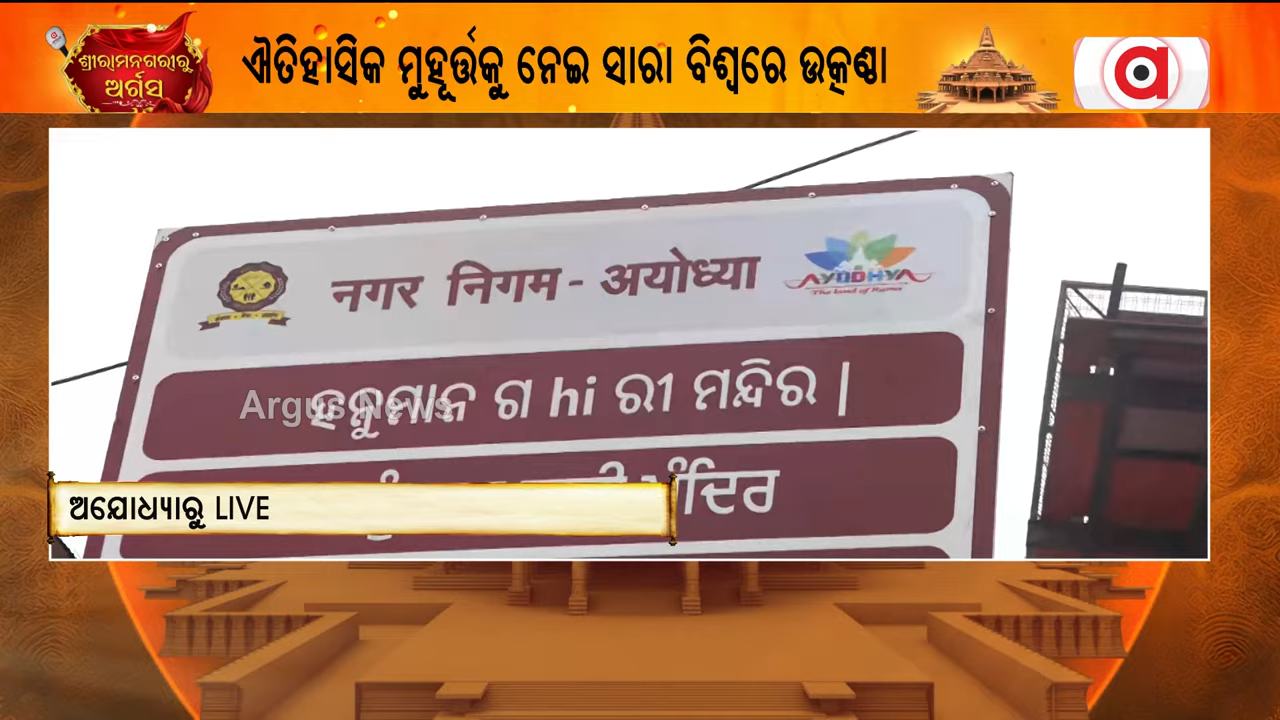 ଶ୍ରୀରାମନଗରୀରୁ
ଅର୍ଗସ
ଐତିହାସିକ ମୁହୂର୍ତ୍ତକୁ ନେଇ ସାରା ବିଶ୍ୱରେ ଉତ୍କଣ୍ଠା
नगर निगम - अयोध्या
AYODHYA
The land of Rama
ହନୁମାନ ଗ hi ରୀ ମନ୍ଦିର |
Argus News
ଅଯୋଧ୍ୟାରୁ LIVE